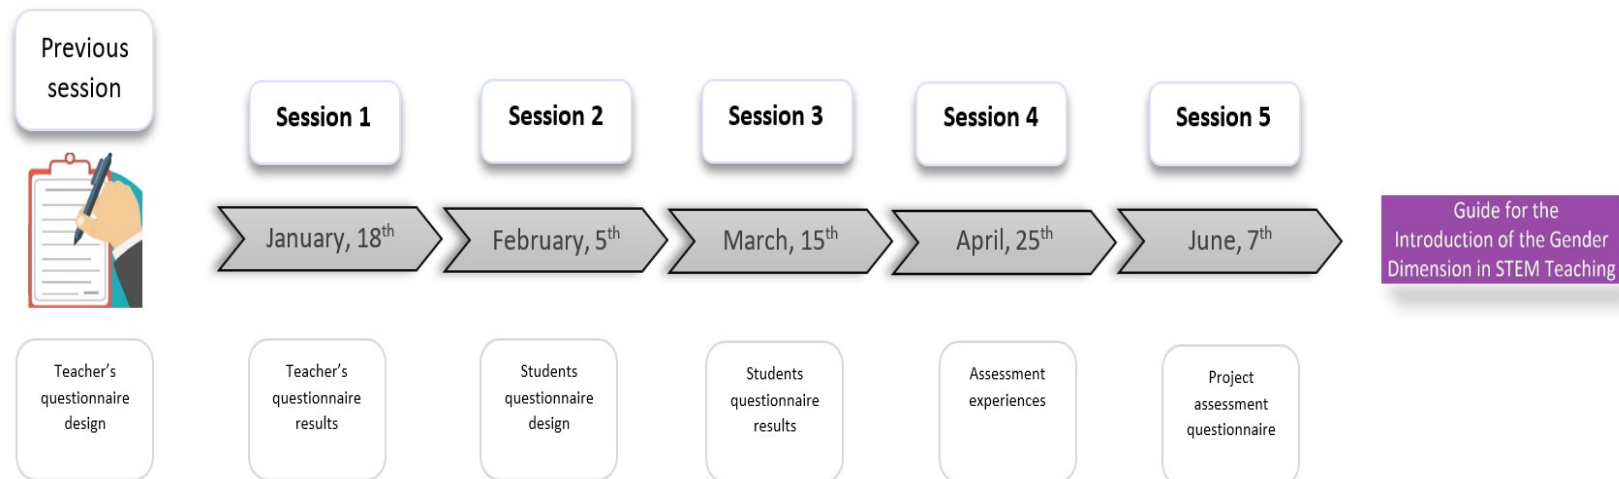 Previous
session
Session 1
Session 2
Session 3
Session 4
Session 5
January, 18th
February, 5th
March, 15th
April, 25th
June, 7th
Guide for the
Introduction of the Gender
Dimension in STEM Teaching
Teacher’s
questionnaire
design
Teacher’s
questionnaire
results
Students
questionnaire
design
Students
questionnaire
results
Assessment
experiences
Project
assessment
questionnaire